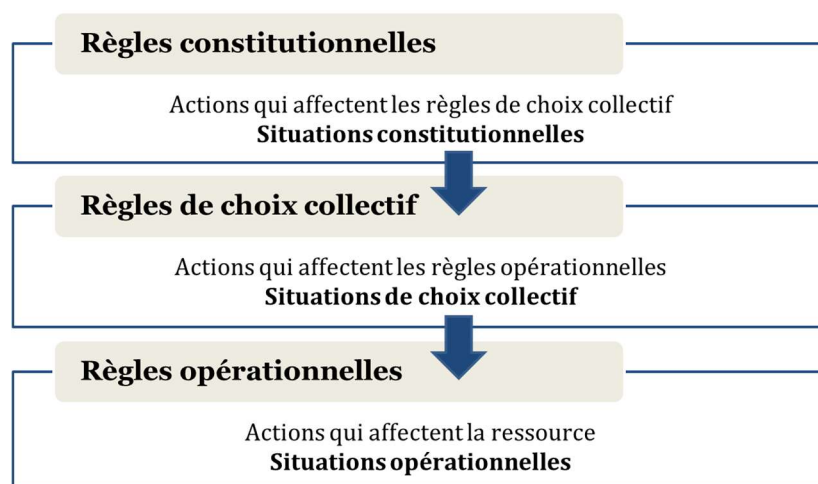 Règles constitutionnelles
Actions qui affectent les règles de choix collectif
Situations constitutionnelles
Règles de choix collectif
Actions qui affectent les règles opérationnelles
Situations de choix collectif
Règles opérationnelles
Actions qui affectent la ressource
Situations opérationnelles